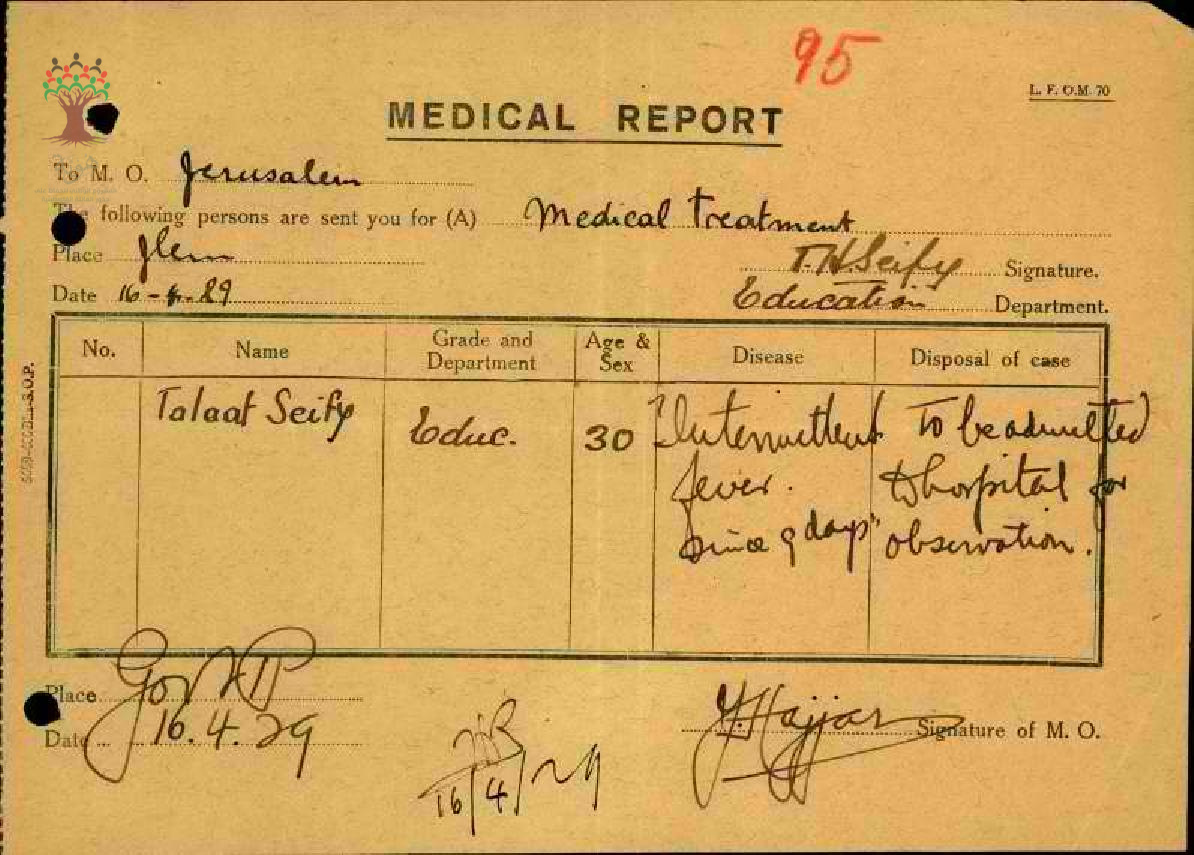 95
L. F. O.M. 70
MEDICAL REPORT
To M. O. Jerusalem
The following persons are sent you for (A) Medical Treatment
Place Jlem
T. H. Seify Signature.
Date 16-4-29
Education Department.
No. Name Grade and Department Age & Sex Disease Disposal of case
Talaat Seify Educ. 30 "Intermittent To be admitted
fever. to hospital for
since 9 days" observation.
Place
Date 16.4.29
Hajjar Signature of M. O.
16/4/29